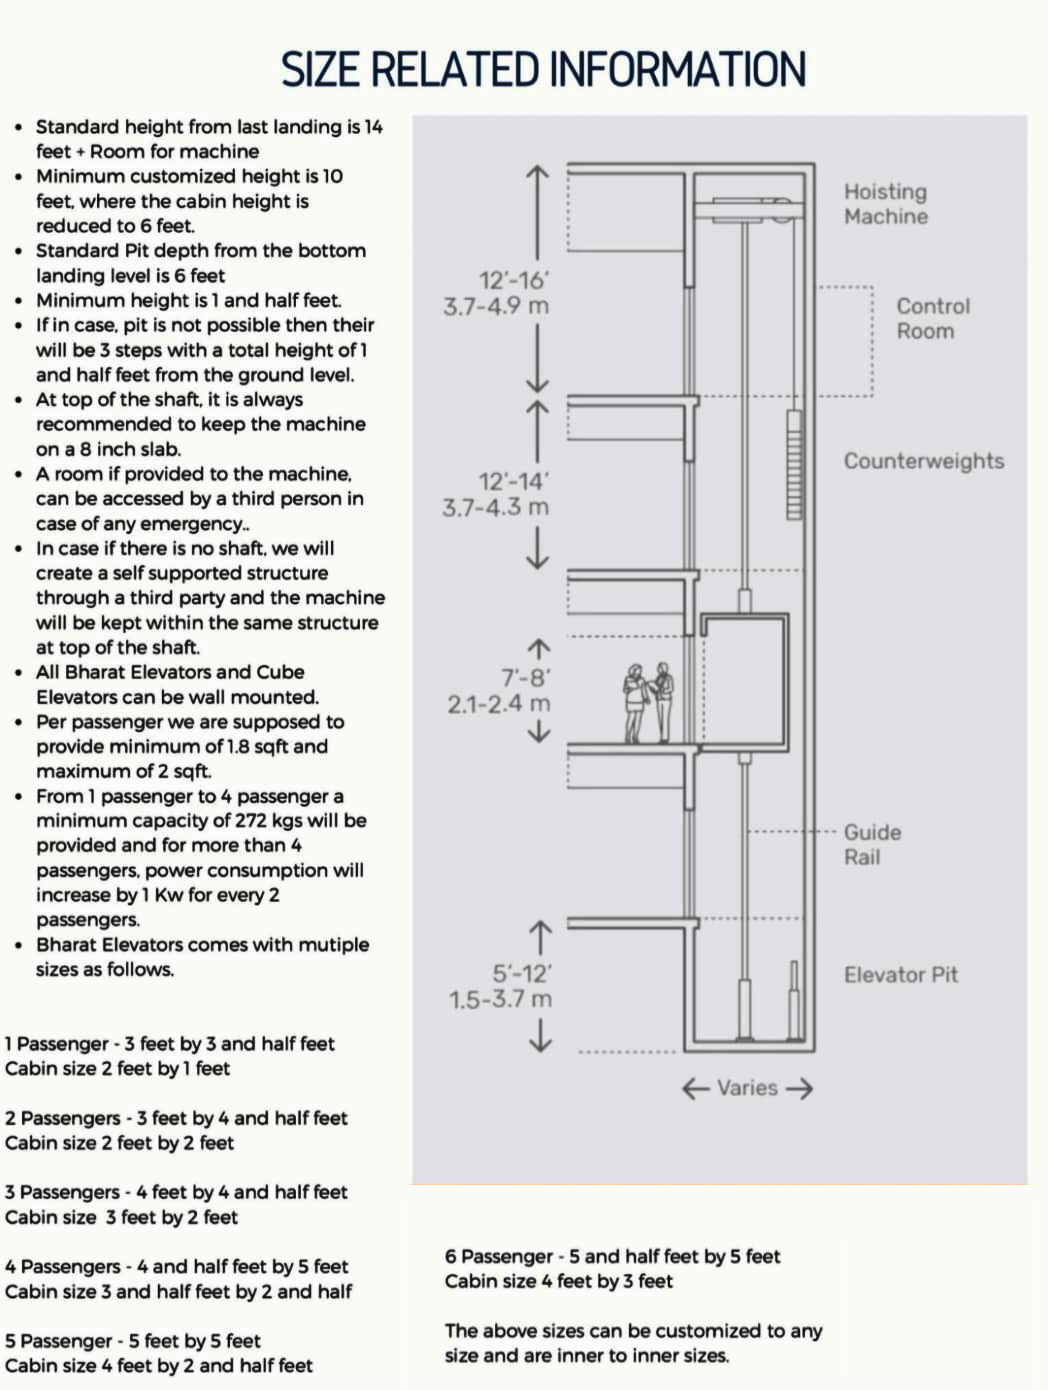 SIZE RELATED INFORMATION
• Standard height from last landing is 14
feet + Room for machine
• Minimum customized height is 10
feet, where the cabin height is
reduced to 6 feet.
• Standard Pit depth from the bottom
landing level is 6 feet
• Minimum height is 1 and half feet.
• If in case, pit is not possible then their
will be 3 steps with a total height of 1
and half feet from the ground level.
• At top of the shaft, it is always
recommended to keep the machine
on a 8 inch slab.
• A room if provided to the machine,
can be accessed by a third person in
case of any emergency..
• In case if there is no shaft, we will
create a self supported structure
through a third party and the machine
will be kept within the same structure
at top of the shaft.
• All Bharat Elevators and Cube
Elevators can be wall mounted.
• Per passenger we are supposed to
provide minimum of 1.8 sqft and
maximum of 2 sqft.
• From 1 passenger to 4 passenger a
minimum capacity of 272 kgs will be
provided and for more than 4
passengers, power consumption will
increase by 1 Kw for every 2
passengers.
• Bharat Elevators comes with mutiple
sizes as follows.
1 Passenger - 3 feet by 3 and half feet
Cabin size 2 feet by 1 feet
2 Passengers - 3 feet by 4 and half feet
Cabin size 2 feet by 2 feet
3 Passengers - 4 feet by 4 and half feet
Cabin size 3 feet by 2 feet
4 Passengers - 4 and half feet by 5 feet
Cabin size 3 and half feet by 2 and half
5 Passenger - 5 feet by 5 feet
Cabin size 4 feet by 2 and half feet
12'-16'
3.7-4.9 m
12'-14'
3.7-4.3 m
7'-8'
2.1-2.4 m
5'-12'
1.5-3.7 m
Hoisting
Machine
Control
Room
Counterweights
Guide
Rail
Elevator Pit
Varies
6 Passenger - 5 and half feet by 5 feet
Cabin size 4 feet by 3 feet
The above sizes can be customized to any
size and are inner to inner sizes.